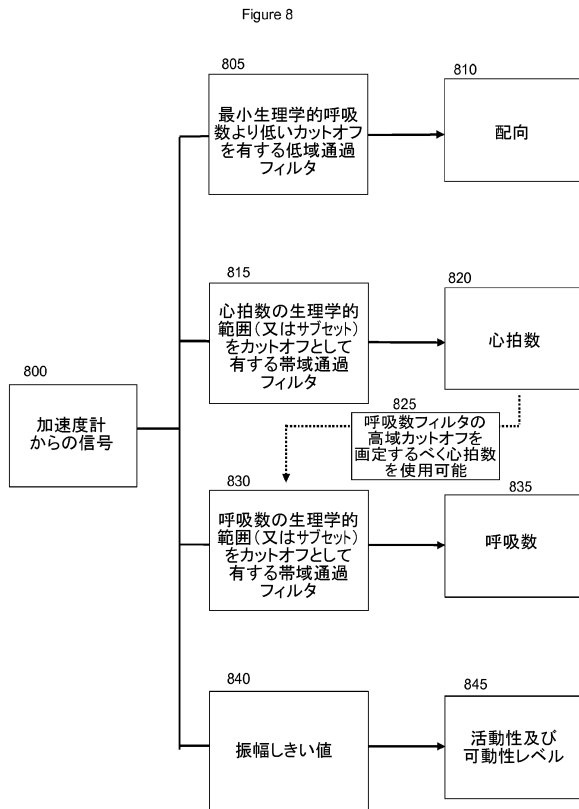 Figure 8
805
最小生理学的呼吸
数より低いカットオフ
を有する低域通過
フィルタ
810
配向
815
心拍数の生理学的
範囲(又はサブセット)
をカットオフとして
有する帯域通過
フィルタ
820
心拍数
800
加速度計
からの信号
825
呼吸数フィルタの
高域カットオフを
画定するべく心拍数
を使用可能
830
呼吸数の生理学的
範囲(又はサブセット)
をカットオフとして
有する帯域通過
フィルタ
835
呼吸数
840
振幅しきい値
845
活動性及び
可動性レベル